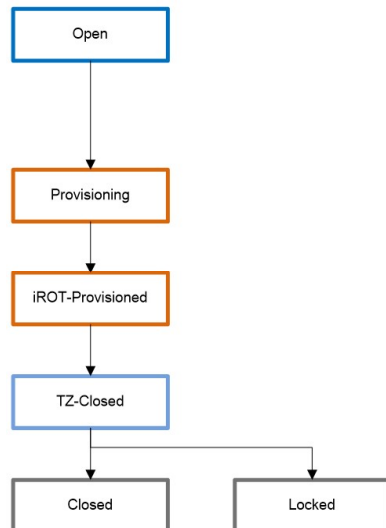 Open
Provisioning
iROT-Provisioned
TZ-Closed
Closed
Locked